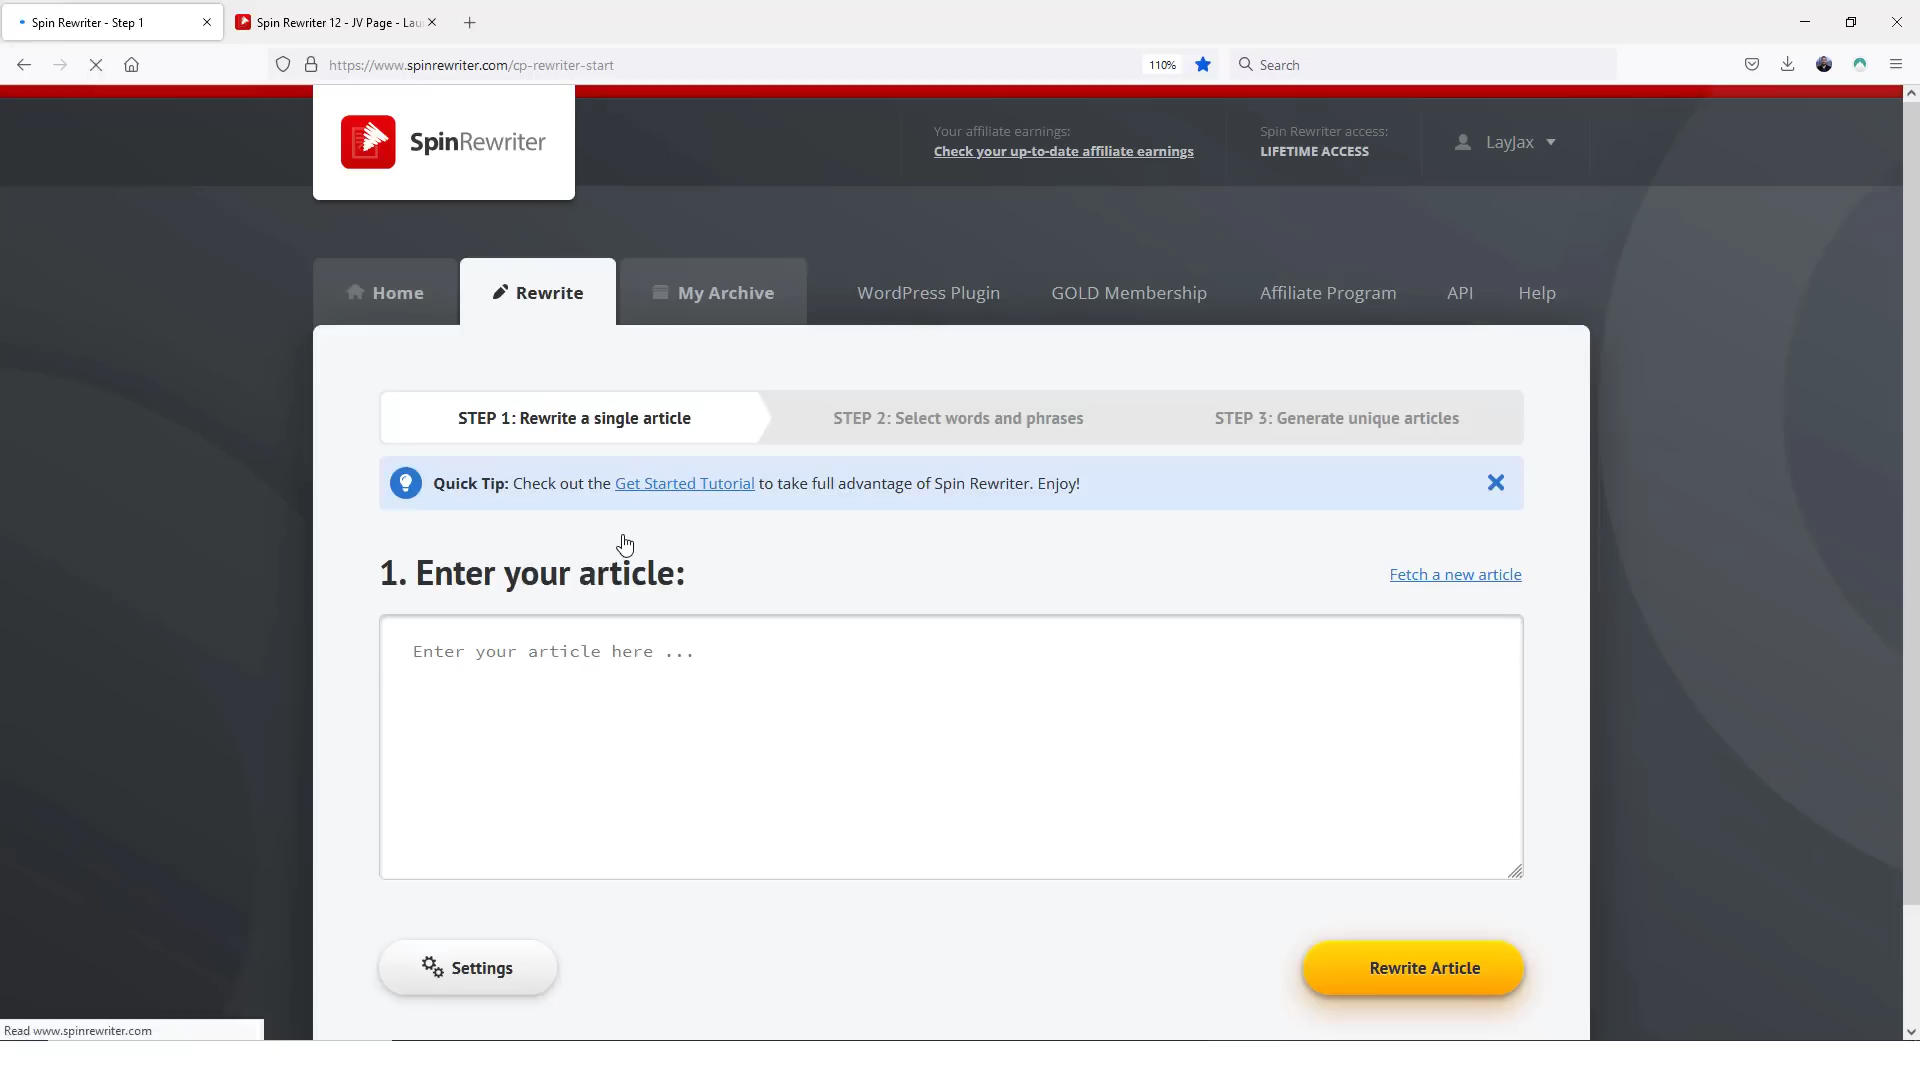 Spin Rewriter - Step 1
Spin Rewriter 12 - JV Page - Lau
https://www.spinrewriter.com/cp-rewriter-start
110%
Search
SpinRewriter
Your affiliate earnings:
Check your up-to-date affiliate earnings
Spin Rewriter access:
LIFETIME ACCESS
LayJax
Home
Rewrite
My Archive
WordPress Plugin
GOLD Membership
Affiliate Program
API
Help
STEP 1: Rewrite a single article
STEP 2: Select words and phrases
STEP 3: Generate unique articles
Quick Tip: Check out the Get Started Tutorial to take full advantage of Spin Rewriter. Enjoy!
1. Enter your article:
Fetch a new article
Enter your article here ...
Settings
Rewrite Article
Read www.spinrewriter.com